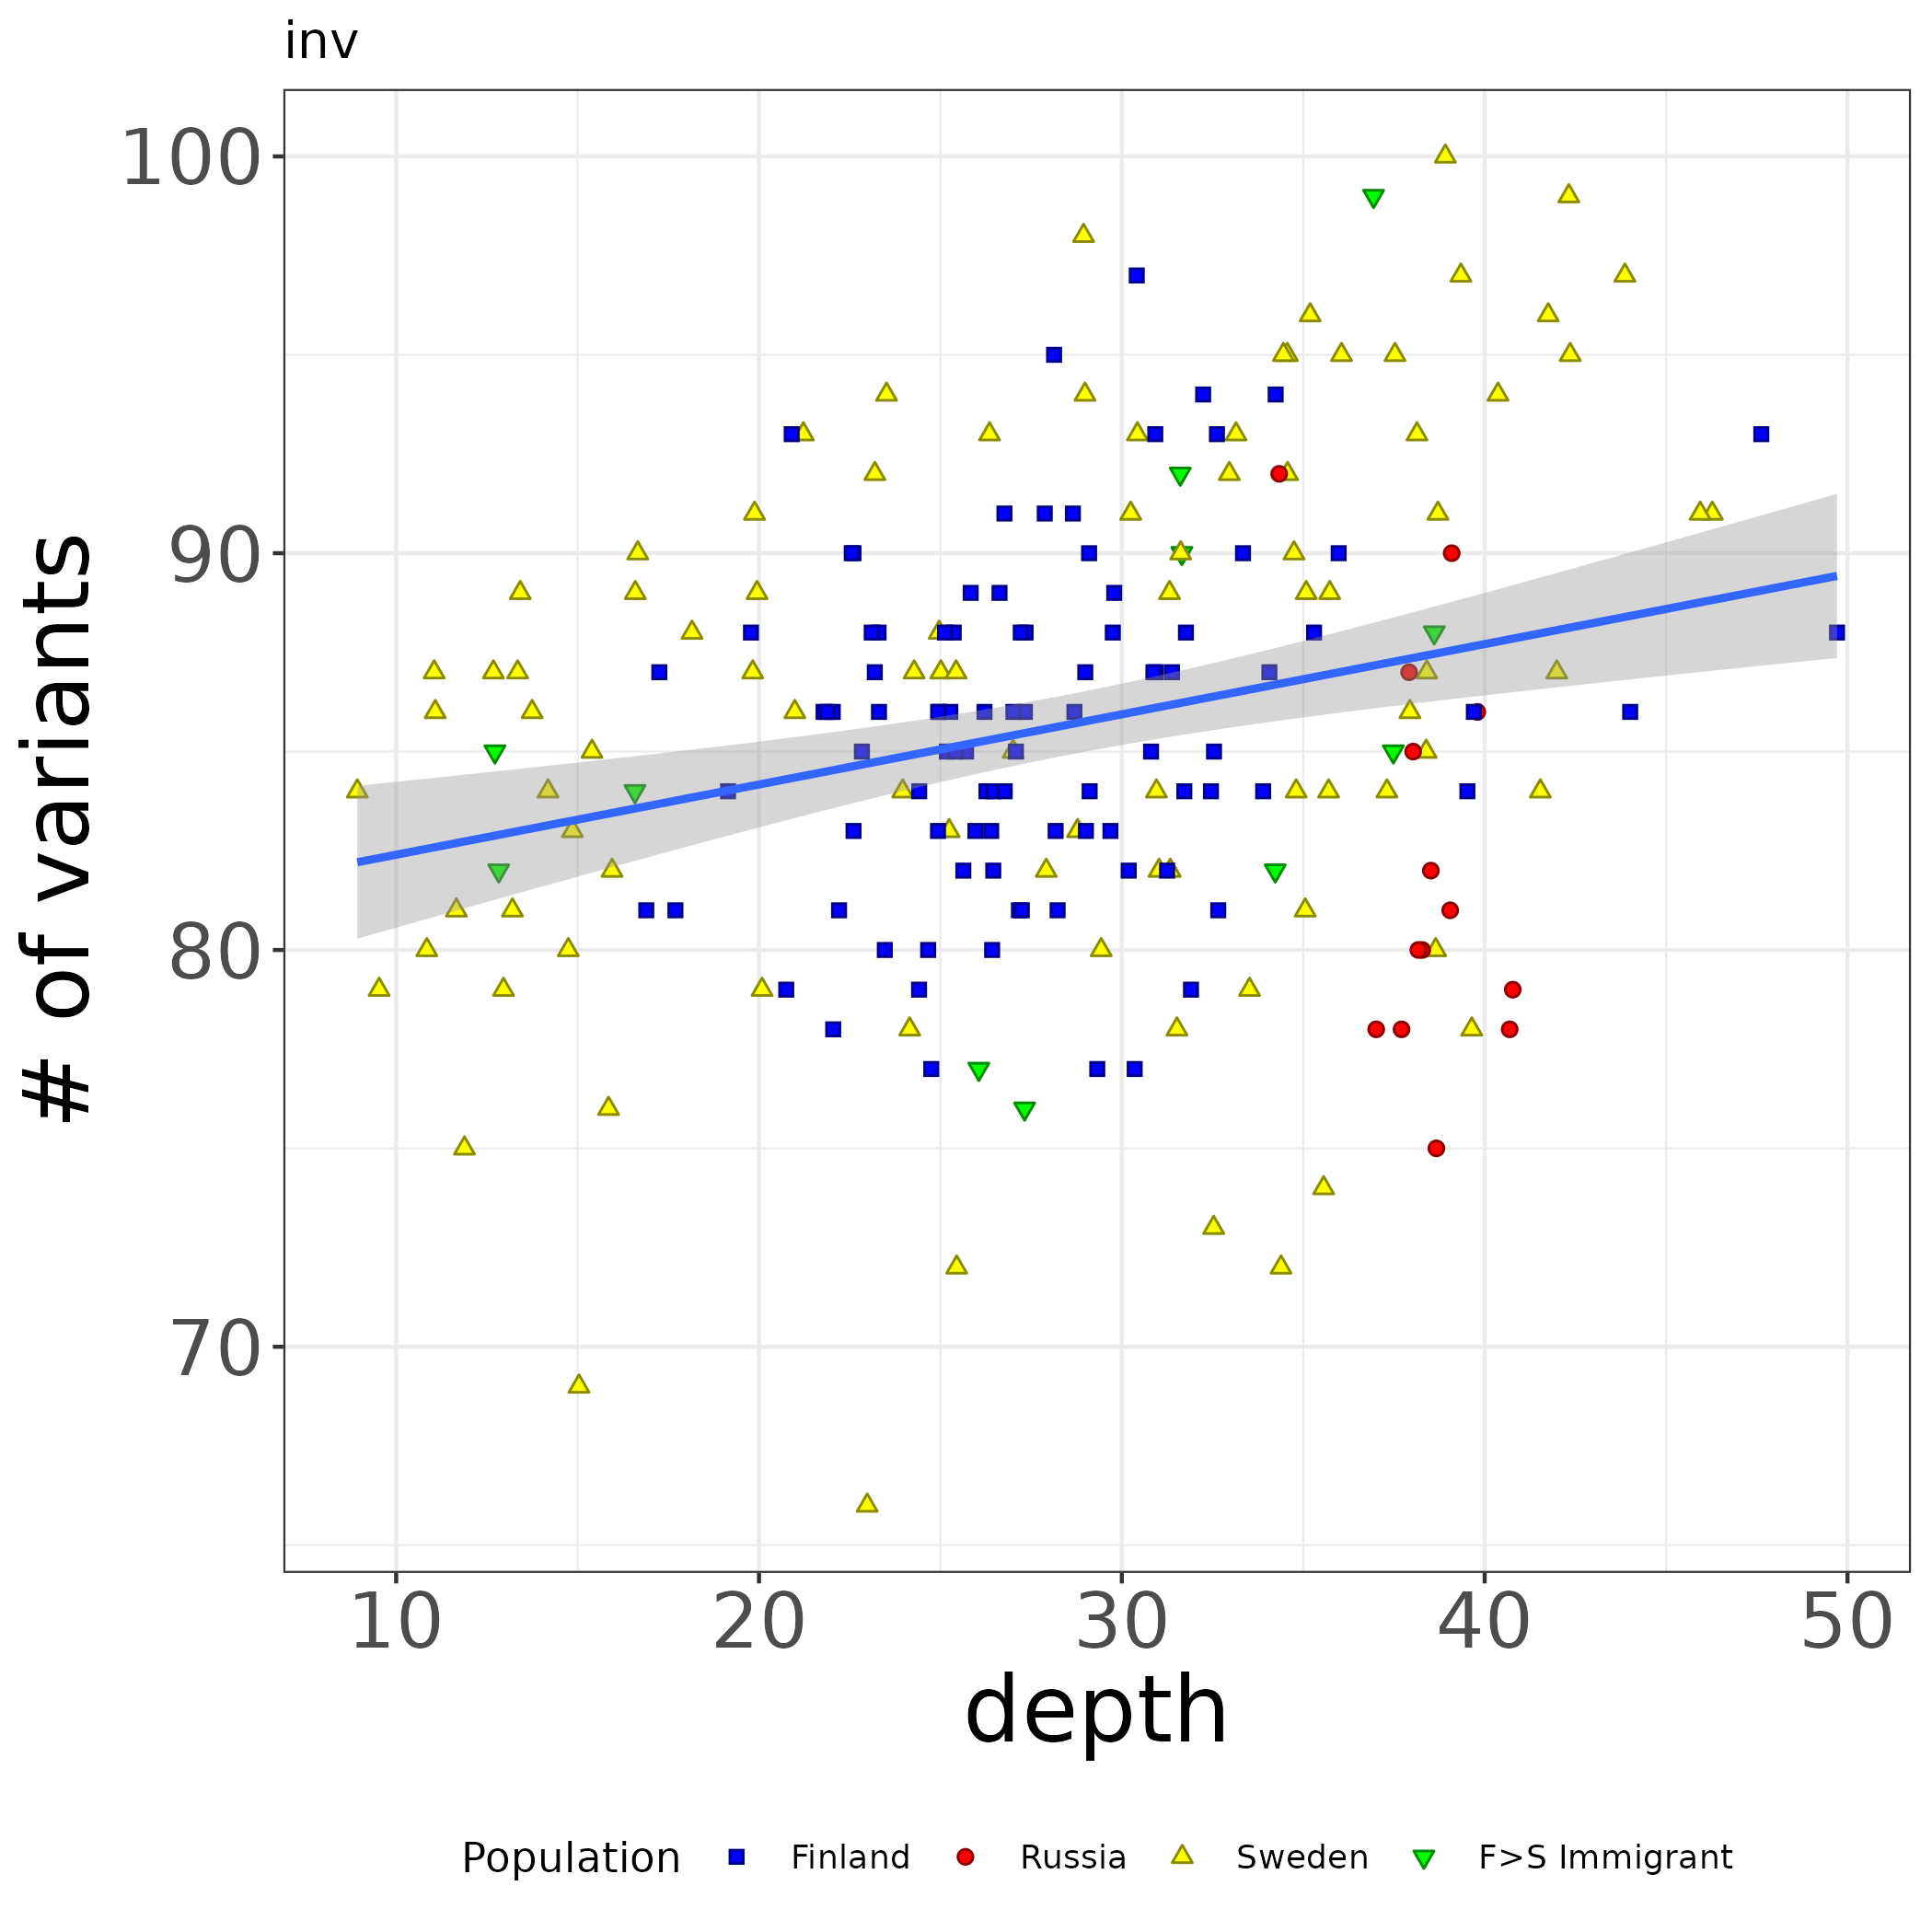 inv
# of variants
100
90
80
70
10 20 30 40 50
depth
Population Finland Russia Sweden F>S Immigrant